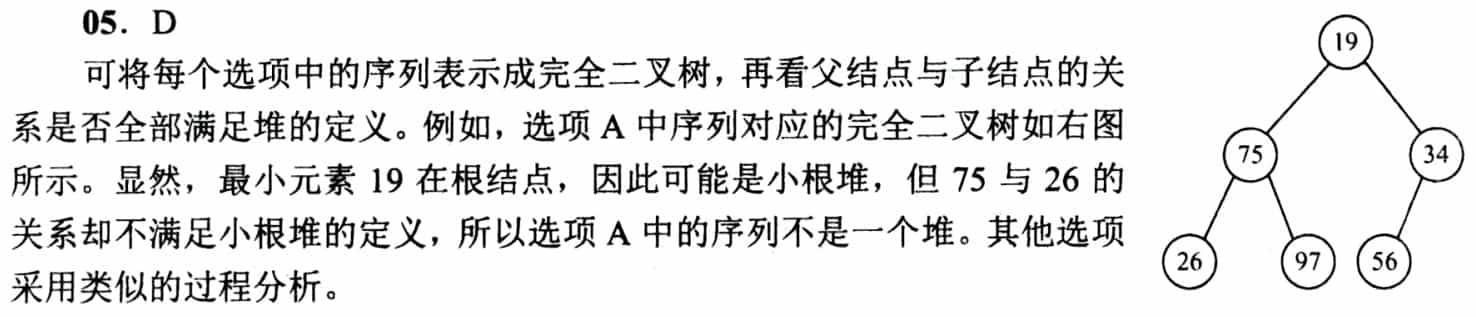 05. D
可将每个选项中的序列表示成完全二叉树，再看父结点与子结点的关
系是否全部满足堆的定义。例如，选项 A 中序列对应的完全二叉树如右图
所示。显然，最小元素 19 在根结点，因此可能是小根堆，但 75 与 26 的
关系却不满足小根堆的定义，所以选项 A 中的序列不是一个堆。其他选项
采用类似的过程分析。
19
75
34
26
97
56